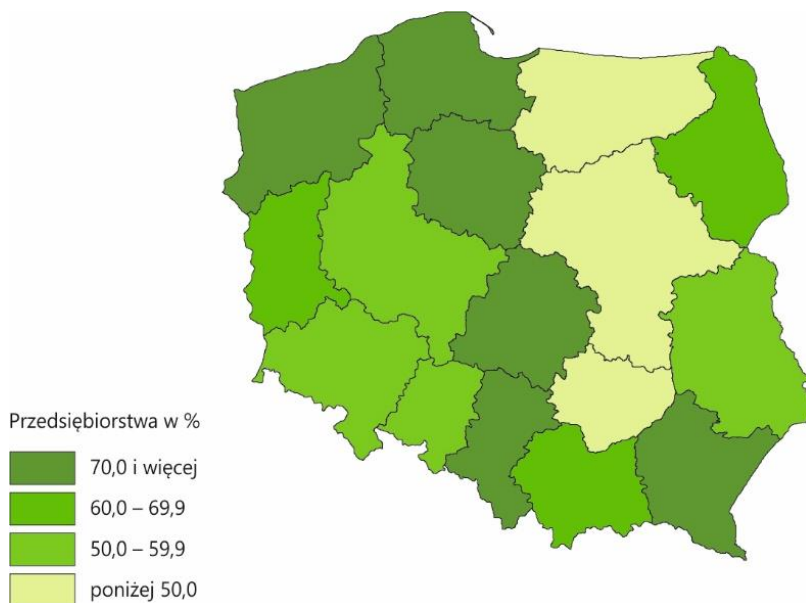 Przedsiębiorstwa w %
70,0 i więcej
60,0 – 69,9
50,0 – 59,9
poniżej 50,0